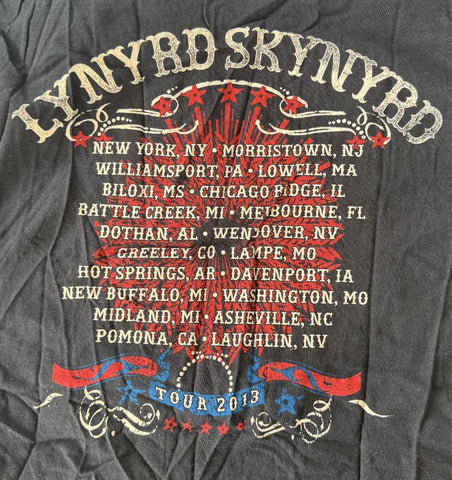 LYNYRD SKYNYRD
NEW YORK, NY • MORRISTOWN, NJ
WILLIAMSPORT, PA • LOWELL, MA
BILOXI, MS • CHICAGO RIDGE, IL
BATTLE CREEK, MI • MELBOURNE, FL
DOTHAN, AL • WENDOVER, NV
GREELEY, CO • LAMPE, MO
HOT SPRINGS, AR • DAVENPORT, IA
NEW BUFFALO, MI • WASHINGTON, MO
MIDLAND, MI • ASHEVILLE, NC
POMONA, CA • LAUGHLIN, NV
TOUR 2013